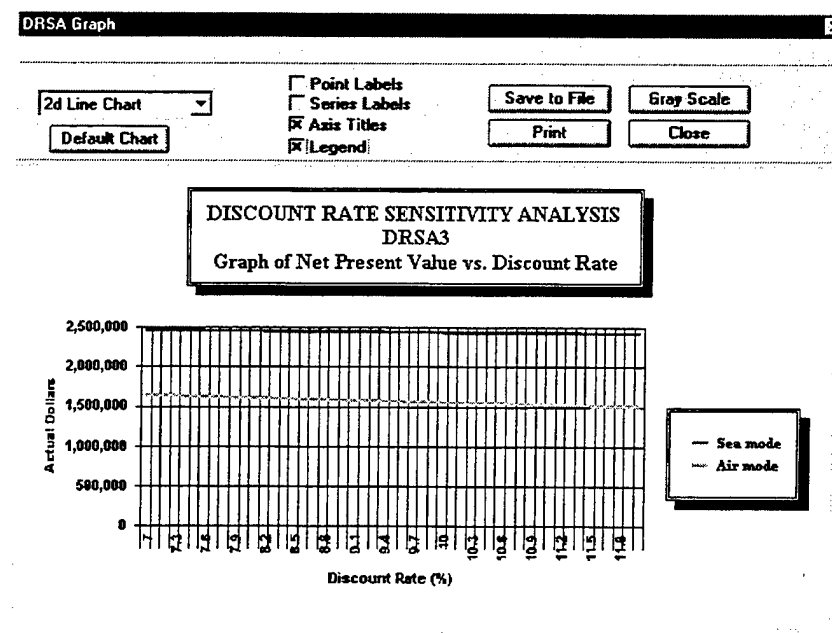 DRSA Graph
2d Line Chart
Default Chart
Point Labels
Series Labels
Axis Titles
Legend
Save to File
Gray Scale
Print
Close
DISCOUNT RATE SENSITIVITY ANALYSIS
DRSA3
Graph of Net Present Value vs. Discount Rate
Actual Dollars
2,500,000
2,000,000
1,500,000
1,000,000
500,000
0
7 7.3 7.6 7.9 8.2 8.5 8.8 9.1 9.4 9.7 10 10.3 10.6 10.9 11.2 11.5 11.8
Discount Rate (%)
Sea mode
Air mode